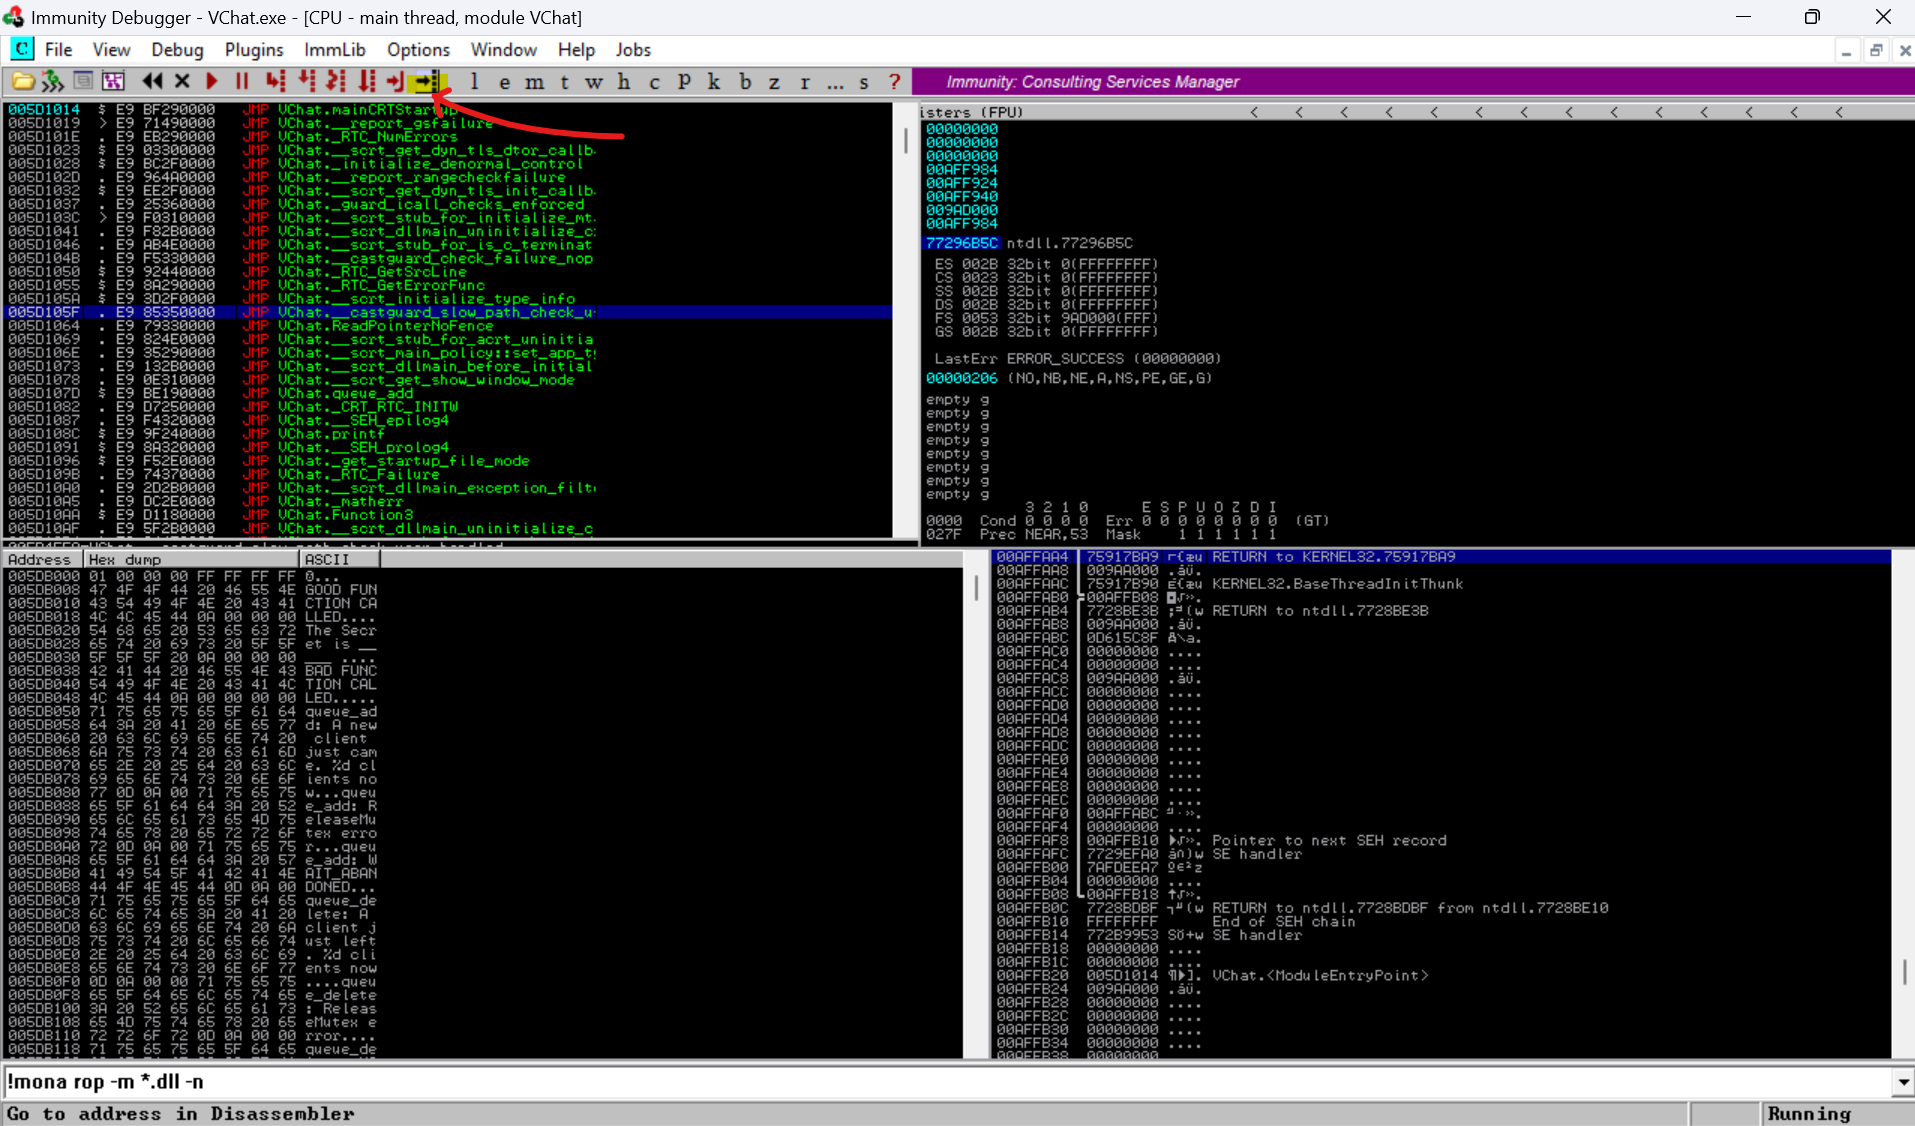 Immunity Debugger - VChat.exe - [CPU - main thread, module VChat]
C File View Debug Plugins ImmLib Options Window Help Jobs
l e m t w h c P k b z r ... s ? Immunity: Consulting Services Manager
005D1014 $ E9 BF290000 JMP VChat.mainCRTStartup
005D1019 > E9 71490000 JMP VChat.__report_gsfailure
005D101E . E9 EB290000 JMP VChat._RTC_NumErrors
005D1023 $ E9 03300000 JMP VChat.__scrt_get_dyn_tls_dtor_callb
005D1028 $ E9 BC2F0000 JMP VChat._initialize_denormal_control
005D102D . E9 964A0000 JMP VChat.__report_rangecheckfailure
005D1032 $ E9 EE2F0000 JMP VChat.__scrt_get_dyn_tls_init_callb
005D1037 . E9 25360000 JMP VChat._guard_icall_checks_enforced
005D103C > E9 F0310000 JMP VChat.__scrt_stub_for_initialize_mt
005D1041 . E9 F82B0000 JMP VChat.__scrt_dllmain_uninitialize_c
005D1046 . E9 AB4E0000 JMP VChat.__scrt_stub_for_is_c_terminat
005D104B . E9 F5330000 JMP VChat.__castguard_check_failure_nop
005D1050 $ E9 92440000 JMP VChat._RTC_GetSrcLine
005D1055 $ E9 8A290000 JMP VChat._RTC_GetErrorFunc
005D105A $ E9 3D2F0000 JMP VChat.__scrt_initialize_type_info
005D105F . E9 85350000 JMP VChat.__castguard_slow_path_check_u
005D1064 . E9 79330000 JMP VChat.ReadPointerNoFence
005D1069 . E9 824E0000 JMP VChat.__scrt_stub_for_acrt_uninitia
005D106E . E9 35290000 JMP VChat.__scrt_main_policy::set_app_t
005D1073 . E9 132B0000 JMP VChat.__scrt_dllmain_before_initial
005D1078 . E9 0E310000 JMP VChat.__scrt_get_show_window_mode
005D107D $ E9 BE190000 JMP VChat.queue_add
005D1082 . E9 D7250000 JMP VChat._CRT_RTC_INITW
005D1087 . E9 F4320000 JMP VChat.__SEH_epilog4
005D108C $ E9 9F240000 JMP VChat.printf
005D1091 $ E9 8A320000 JMP VChat.__SEH_prolog4
005D1096 $ E9 F52E0000 JMP VChat._get_startup_file_mode
005D109B . E9 74370000 JMP VChat._RTC_Failure
005D10A0 . E9 2D2B0000 JMP VChat.__scrt_dllmain_exception_filt
005D10A5 . E9 DC2E0000 JMP VChat._matherr
005D10AA $ E9 D1180000 JMP VChat.Function3
005D10AF . E9 5F2B0000 JMP VChat.__scrt_dllmain_uninitialize_c
isters (FPU) < < < < < < < < < < < < < <
00000000
00000000
00000000
00AFF984
00AFF924
00AFF940
009AD000
00AFF984
77296B5C ntdll.77296B5C
ES 002B 32bit 0(FFFFFFFF)
CS 0023 32bit 0(FFFFFFFF)
SS 002B 32bit 0(FFFFFFFF)
DS 002B 32bit 0(FFFFFFFF)
FS 0053 32bit 9AD000(FFF)
GS 002B 32bit 0(FFFFFFFF)
LastErr ERROR_SUCCESS (00000000)
00000206 (NO,NB,NE,A,NS,PE,GE,G)
empty g
empty g
empty g
empty g
empty g
empty g
empty g
empty g
3 2 1 0 E S P U O Z D I
0000 Cond 0 0 0 0 Err 0 0 0 0 0 0 0 0 (GT)
027F Prec NEAR,53 Mask 1 1 1 1 1 1
Address Hex dump ASCII
005DB000 01 00 00 00 FF FF FF FF
005DB008 47 4F 4F 44 20 46 55 4E GOOD FUN
005DB010 43 54 49 4F 4E 20 43 41 CTION CA
005DB018 4C 4C 45 44 0A 00 00 00 LLED....
005DB020 54 68 65 20 53 65 63 72 The Secr
005DB028 65 74 20 69 73 20 5F 5F et is __
005DB030 5F 5F 5F 20 0A 00 00 00 ___ ....
005DB038 42 41 44 20 46 55 4E 43 BAD FUNC
005DB040 54 49 4F 4E 20 43 41 4C TION CAL
005DB048 4C 45 44 0A 00 00 00 00 LED.....
005DB050 71 75 65 75 65 5F 61 64 queue_ad
005DB058 64 3A 20 41 20 6E 65 77 d: A new
005DB060 20 63 6C 69 65 6E 74 20 client
005DB068 6A 75 73 74 20 63 61 6D just cam
005DB070 65 2E 20 25 64 20 63 6C e. %d cl
005DB078 69 65 6E 74 73 20 6E 6F ients no
005DB080 77 0D 0A 00 71 75 65 75 w...queu
005DB088 65 5F 61 64 64 3A 20 52 e_add: R
005DB090 65 6C 65 61 73 65 4D 75 eleaseMu
005DB098 74 65 78 20 65 72 72 6F tex erro
005DB0A0 72 0D 0A 00 71 75 65 75 r...queu
005DB0A8 65 5F 61 64 64 3A 20 57 e_add: W
005DB0B0 41 49 54 5F 41 42 41 4E AIT_ABAN
005DB0B8 44 4F 4E 45 44 0D 0A 00 DONED...
005DB0C0 71 75 65 75 65 5F 64 65 queue_de
005DB0C8 6C 65 74 65 3A 20 41 20 lete: A
005DB0D0 63 6C 69 65 6E 74 20 6A client j
005DB0D8 75 73 74 20 6C 65 66 74 ust left
005DB0E0 2E 20 25 64 20 63 6C 69 . %d cli
005DB0E8 65 6E 74 73 20 6E 6F 77 ents now
005DB0F0 0D 0A 00 00 71 75 65 75 ....queu
005DB0F8 65 5F 64 65 6C 65 74 65 e_delete
005DB100 3A 20 52 65 6C 65 61 73 : Releas
005DB108 65 4D 75 74 65 78 20 65 eMutex e
005DB110 72 72 6F 72 0D 0A 00 00 rror....
005DB118 71 75 65 75 65 5F 64 65 queue_de
00AFFAA4 75917BA9 RETURN to KERNEL32.75917BA9
00AFFAA8 009AA000
00AFFAAC 75917B90 KERNEL32.BaseThreadInitThunk
00AFFAB0 00AFFB08
00AFFAB4 7728BE3B RETURN to ntdll.7728BE3B
00AFFAB8 009AA000
00AFFABC 0D615C8F
00AFFAC0 00000000 ....
00AFFAC4 00000000 ....
00AFFAC8 009AA000
00AFFACC 00000000 ....
00AFFAD0 00000000 ....
00AFFAD4 00000000 ....
00AFFAD8 00000000 ....
00AFFADC 00000000 ....
00AFFAE0 00000000 ....
00AFFAE4 00000000 ....
00AFFAE8 00000000 ....
00AFFAEC 00000000 ....
00AFFAF0 00AFFABC
00AFFAF4 00000000 ....
00AFFAF8 00AFFB10 Pointer to next SEH record
00AFFAFC 7729EFA0 SE handler
00AFFB00 7AFDEEA7
00AFFB04 00000000 ....
00AFFB08 00AFFB18
00AFFB0C 7728BDBF RETURN to ntdll.7728BDBF from ntdll.7728BE10
00AFFB10 FFFFFFFF End of SEH chain
00AFFB14 772B9953 SE handler
00AFFB18 00000000 ....
00AFFB1C 00000000 ....
00AFFB20 005D1014 VChat.<ModuleEntryPoint>
00AFFB24 009AA000
00AFFB28 00000000 ....
00AFFB2C 00000000 ....
00AFFB30 00000000 ....
00AFFB34 00000000 ....
00AFFB38 00000000
!mona rop -m *.dll -n
Go to address in Disassembler
Running